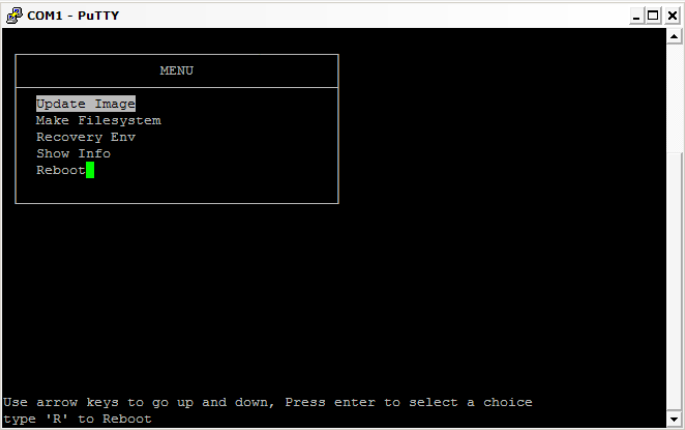 COM1 - PuTTY
MENU
Update Image
Make Filesystem
Recovery Env
Show Info
Reboot
Use arrow keys to go up and down, Press enter to select a choice
type 'R' to Reboot